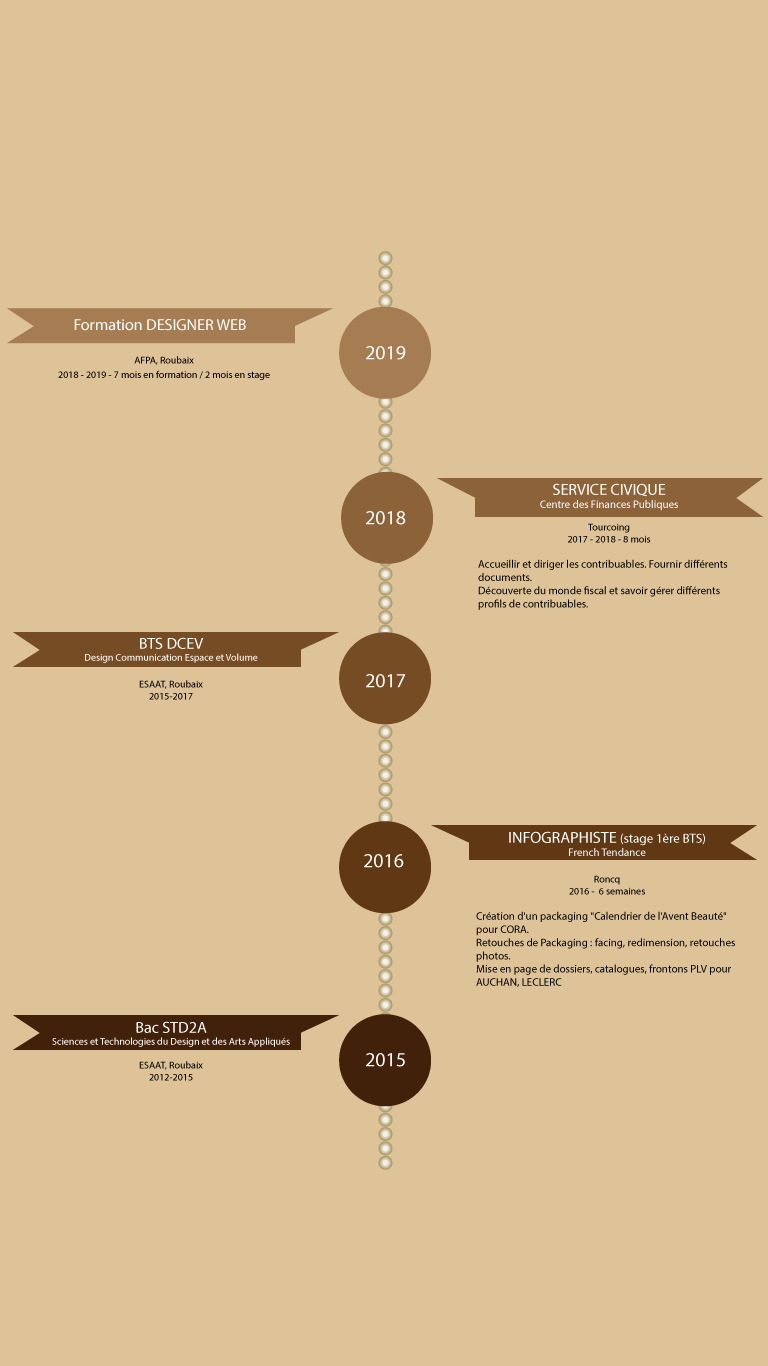 Formation DESIGNER WEB
AFPA, Roubaix
2018 - 2019 - 7 mois en formation / 2 mois en stage
2019
2018
SERVICE CIVIQUE
Centre des Finances Publiques
Tourcoing
2017 - 2018 - 8 mois
Accueillir et diriger les contribuables. Fournir différents
documents.
Découverte du monde fiscal et savoir gérer différents
profils de contribuables.
BTS DCEV
Design Communication Espace et Volume
ESAAT, Roubaix
2015-2017
2017
2016
INFOGRAPHISTE (stage 1ère BTS)
French Tendance
Roncq
2016 - 6 semaines
Création d'un packaging "Calendrier de l'Avent Beauté"
pour CORA.
Retouches de Packaging : facing, redimension, retouches
photos.
Mise en page de dossiers, catalogues, frontons PLV pour
AUCHAN, LECLERC
Bac STD2A
Sciences et Technologies du Design et des Arts Appliqués
ESAAT, Roubaix
2012-2015
2015